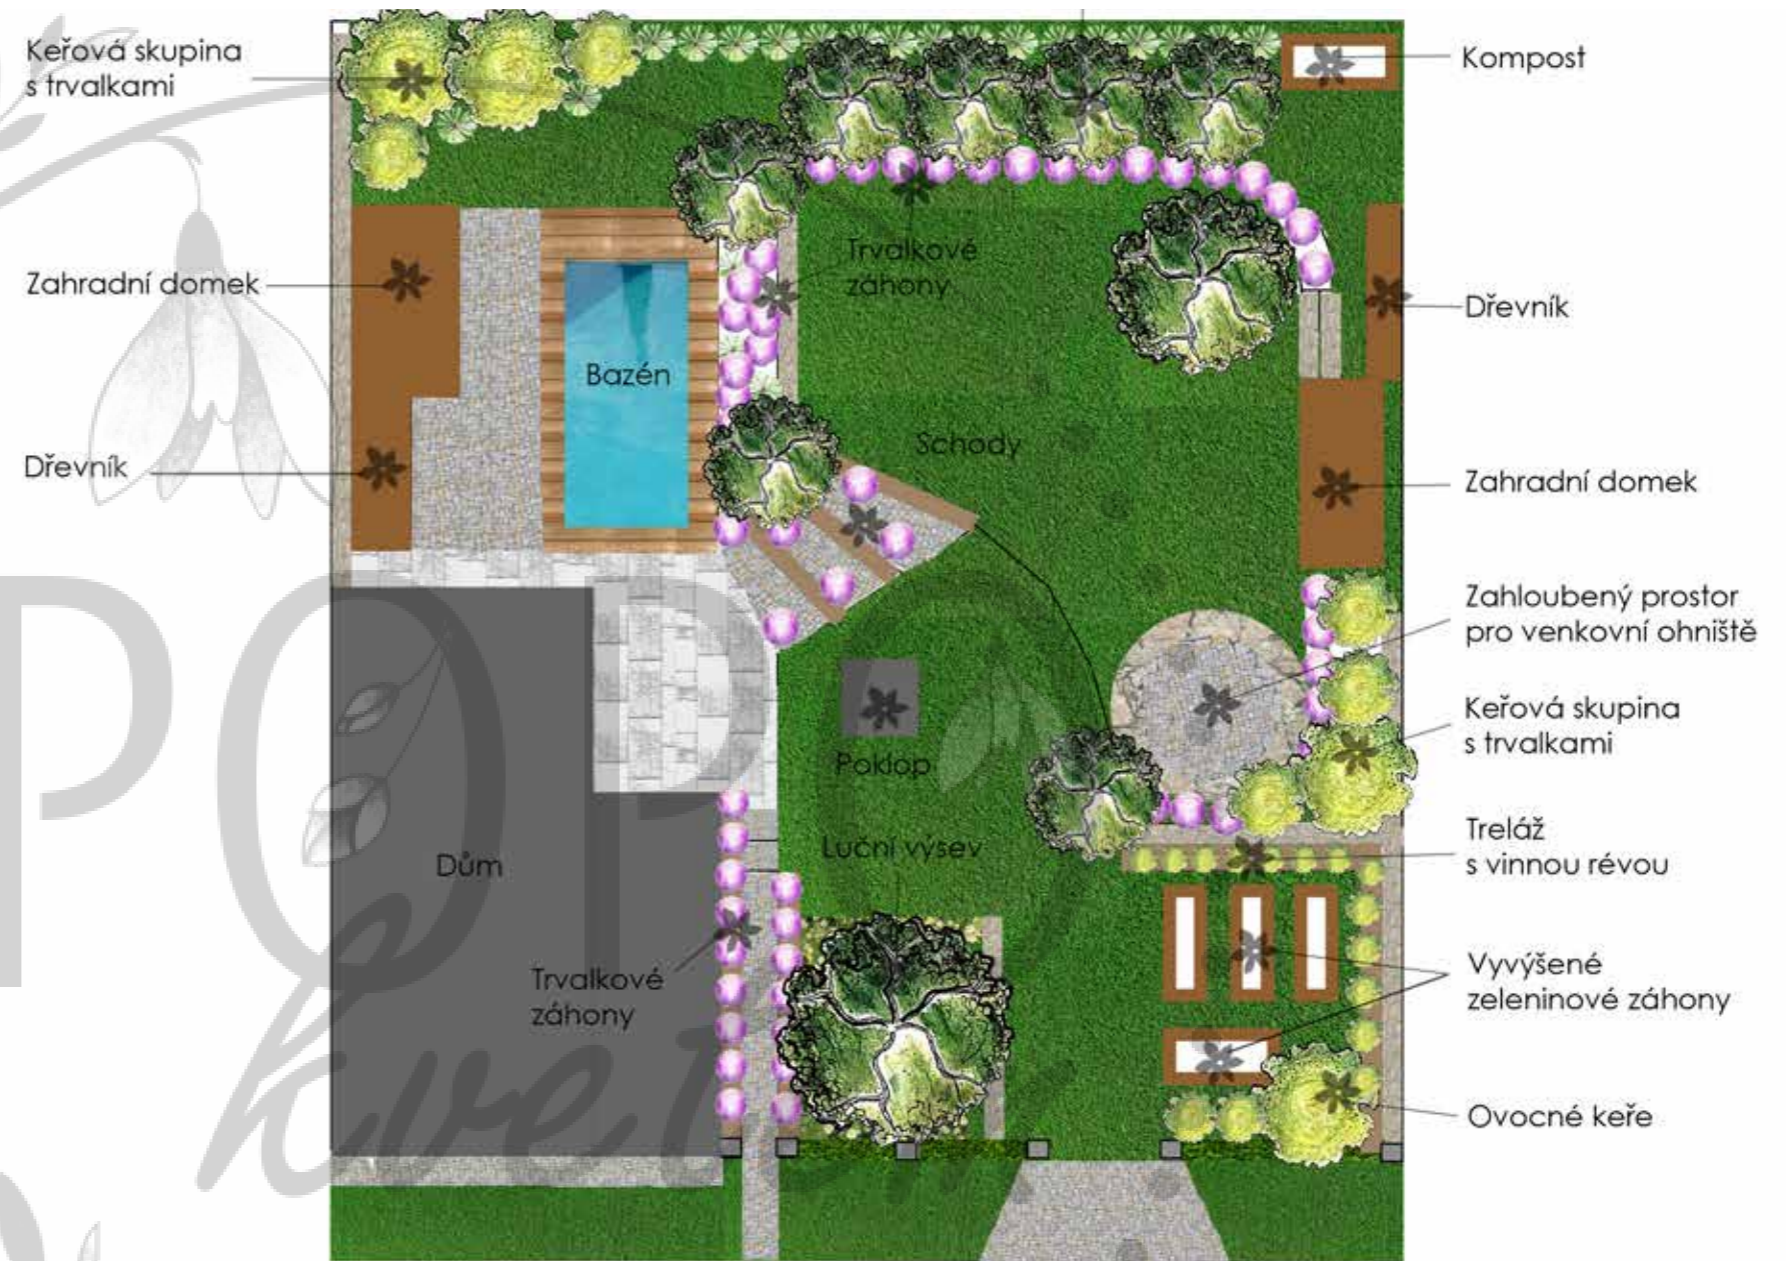 Keřová skupina
s trvalkami
Kompost
Trvalkové
záhony
Zahradní domek
Dřevník
Bazén
Schody
Dřevník
Zahradní domek
Zahloubený prostor
pro venkovní ohniště
Keřová skupina
s trvalkami
Poklop
Luční výsev
Treláž
s vinnou révou
Dům
Trvalkové
záhony
Vyvýšené
zeleninové záhony
Ovocné keře